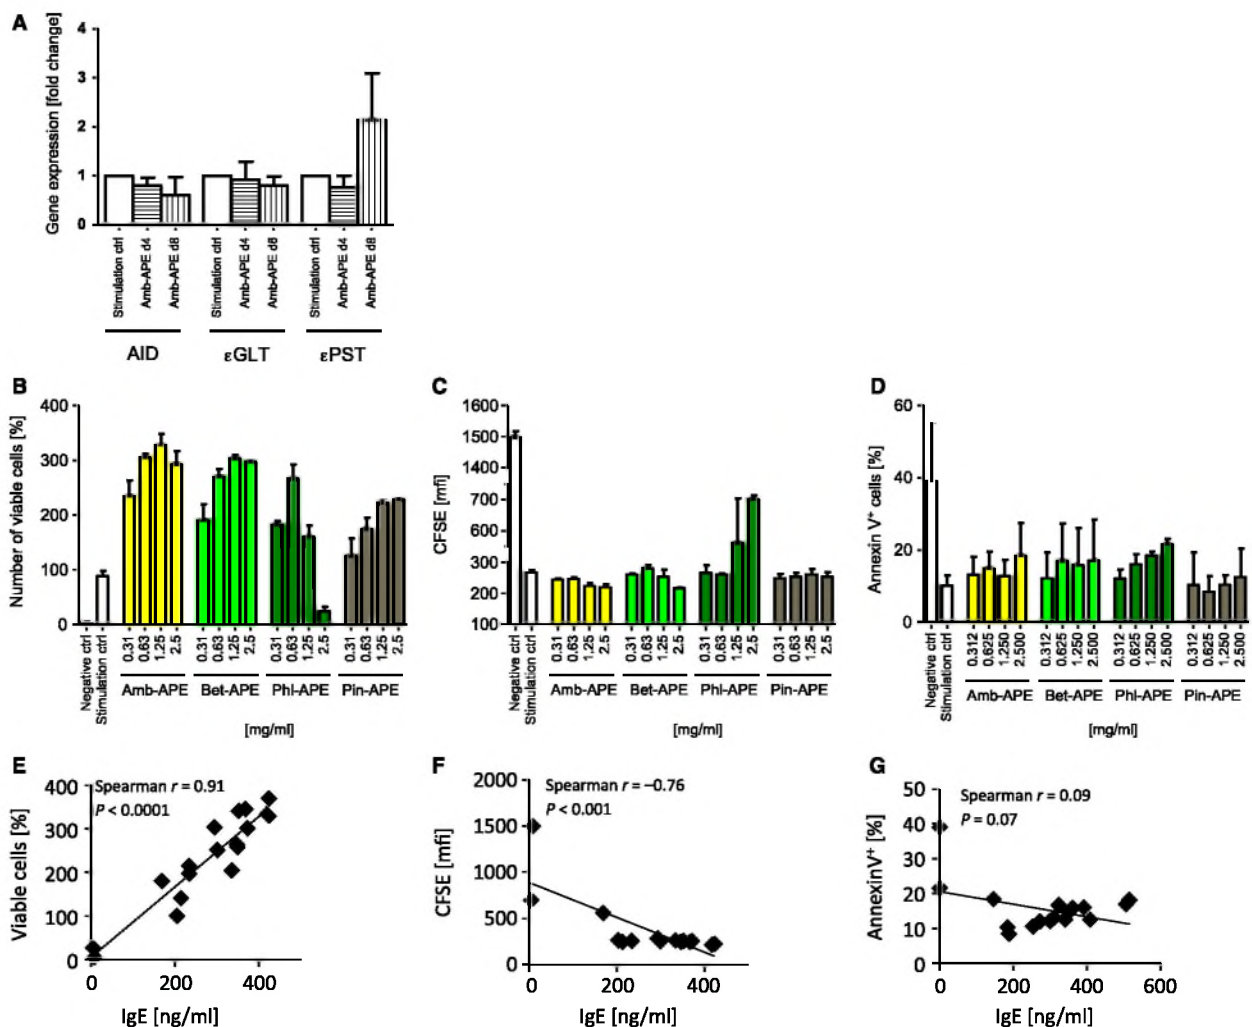 A
Gene expression [fold change]
4
3
2
1
0
Stimulation ctrl
Amb-APE d4
Amb-APE d8
Stimulation ctrl
Amb-APE d4
Amb-APE d8
Stimulation ctrl
Amb-APE d4
Amb-APE d8
AID
εGLT
εPST
B
Number of viable cells [%]
400
300
200
100
0
Negative ctrl
Stimulation ctrl
0.31
0.63
1.25
2.5
0.31
0.63
1.25
2.5
0.31
0.63
1.25
2.5
0.31
0.63
1.25
2.5
Amb-APE
Bet-APE
Phl-APE
Pin-APE
[mg/ml]
C
CFSE [mfi]
1600
1500
1400
700
600
300
200
100
Negative ctrl
Stimulation ctrl
0.31
0.63
1.25
2.5
0.31
0.63
1.25
2.5
0.31
0.63
1.25
2.5
0.31
0.63
1.25
2.5
Amb-APE
Bet-APE
Phl-APE
Pin-APE
[mg/ml]
D
Annexin V+ cells [%]
60
40
20
0
Negative ctrl
Stimulation ctrl
0.312
0.625
1.250
2.500
0.312
0.625
1.250
2.500
0.312
0.625
1.250
2.500
0.312
0.625
1.250
2.500
Amb-APE
Bet-APE
Phl-APE
Pin-APE
[mg/ml]
E
Viable cells [%]
400
300
200
100
0
Spearman r = 0.91
P < 0.0001
0
200
400
IgE [ng/ml]
F
CFSE [mfi]
2000
1500
1000
500
0
Spearman r = −0.76
P < 0.001
0
200
400
IgE [ng/ml]
G
AnnexinV+ [%]
50
40
30
20
10
0
Spearman r = 0.09
P = 0.07
0
200
400
600
IgE [ng/ml]